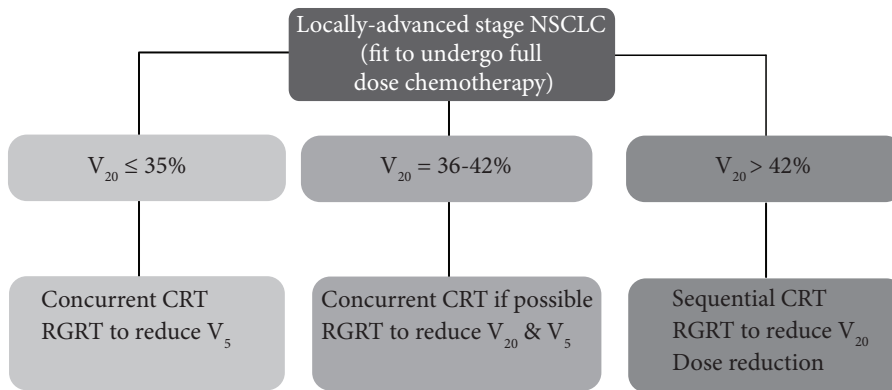 Locally-advanced stage NSCLC
(fit to undergo full
dose chemotherapy)
V₂₀ ≤ 35%
V₂₀ = 36-42%
V₂₀ > 42%
Concurrent CRT
RGRT to reduce V₅
Concurrent CRT if possible
RGRT to reduce V₂₀ & V₅
Sequential CRT
RGRT to reduce V₂₀
Dose reduction